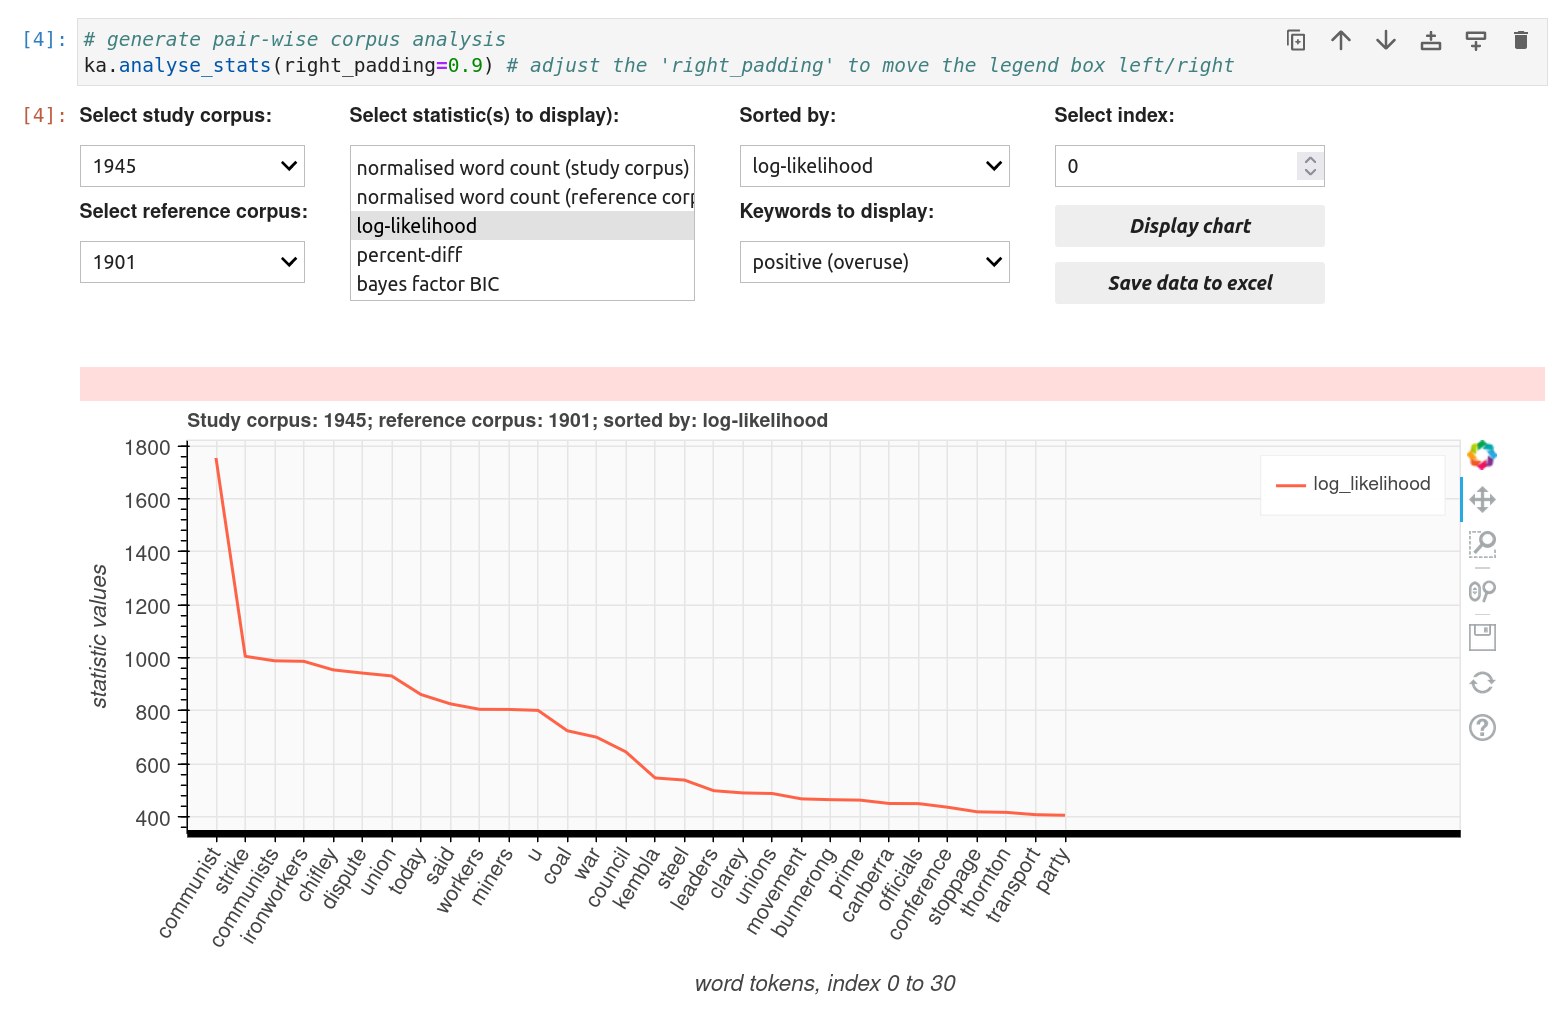 [4]: # generate pair-wise corpus analysis
ka.analyse_stats(right_padding=0.9) # adjust the 'right_padding' to move the legend box left/right
[4]: Select study corpus: Select statistic(s) to display): Sorted by: Select index:
1945 normalised word count (study corpus) log-likelihood 0
normalised word count (reference corp
Select reference corpus: log-likelihood Keywords to display: Display chart
percent-diff
1901 bayes factor BIC positive (overuse) Save data to excel
Study corpus: 1945; reference corpus: 1901; sorted by: log-likelihood
1800
1600
1400
1200
1000
800
600
400
statistic values
log_likelihood
?
communist
strike
communists
ironworkers
chifley
dispute
union
today
said
workers
miners
u
coal
war
council
kembla
steel
leaders
clarey
unions
movement
bunnerong
prime
canberra
officials
conference
stoppage
thornton
transport
party
word tokens, index 0 to 30